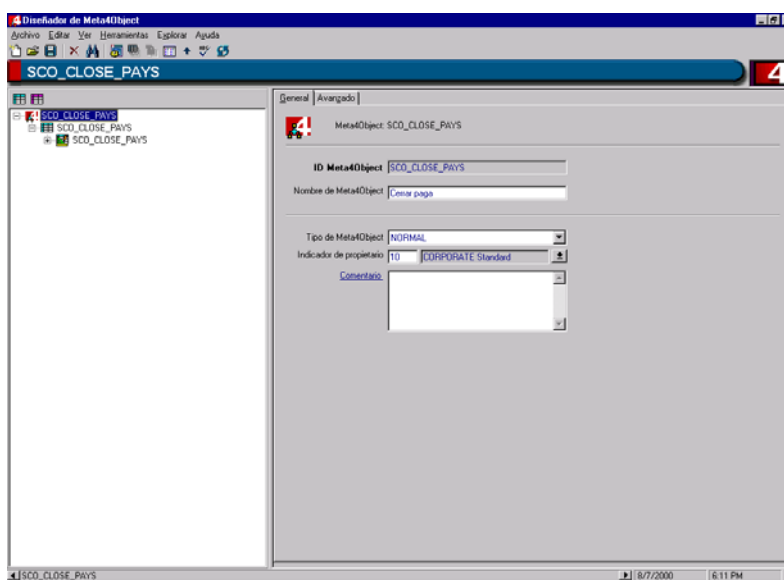 Diseñador de Meta4Object
Archivo Editar Ver Herramientas Explorar Ayuda
SCO_CLOSE_PAYS
SCO_CLOSE_PAYS
SCO_CLOSE_PAYS
SCO_CLOSE_PAYS
General Avanzado
Meta4Object: SCO_CLOSE_PAYS
ID Meta4Object SCO_CLOSE_PAYS
Nombre de Meta4Object Cerrar paga
Tipo de Meta4Object NORMAL
Indicador de propietario 10 CORPORATE Standard
Comentario
SCO_CLOSE_PAYS 8/7/2000 6:11 PM